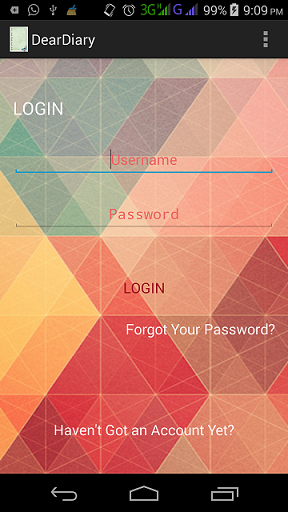 3G G 99% 9:09 PM
DearDiary
LOGIN
Username
Password
LOGIN
Forgot Your Password?
Haven't Got an Account Yet?